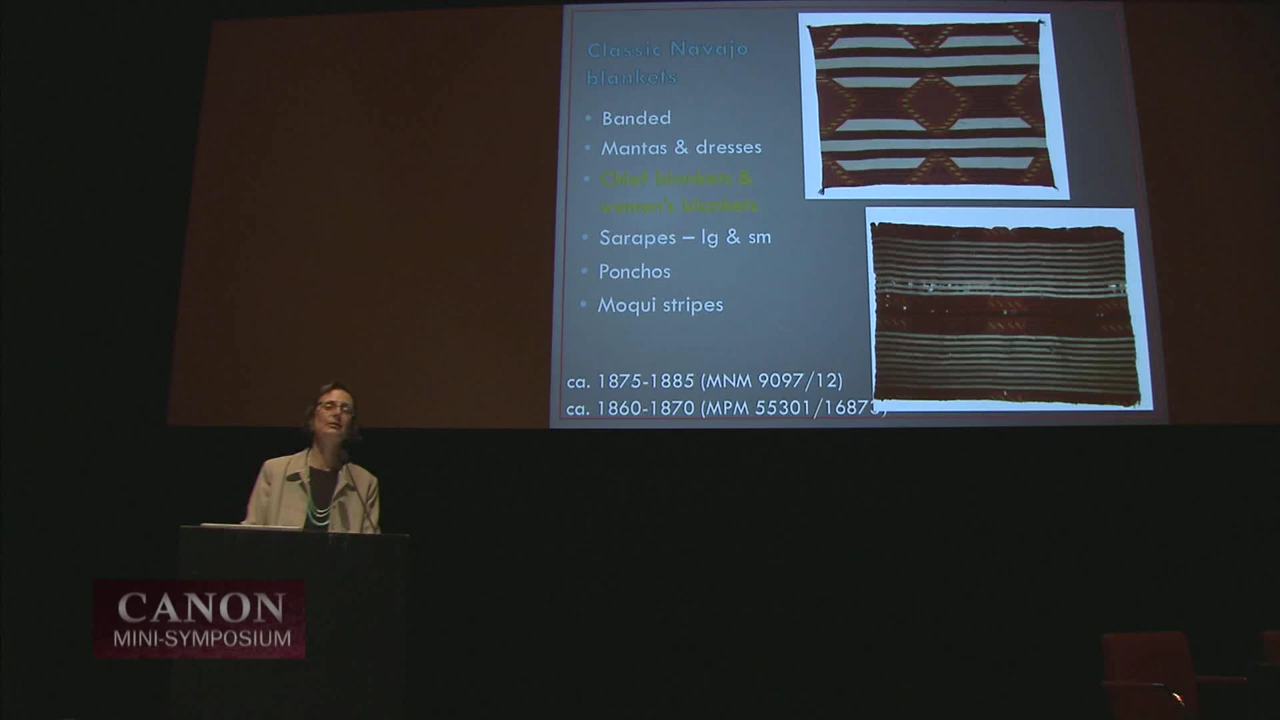 Classic Navajo
blankets
• Banded
• Mantas & dresses
• Chief blankets &
women's blankets
• Sarapes – lg & sm
• Ponchos
• Moqui stripes
ca. 1875-1885 (MNM 9097/12)
ca. 1860-1870 (MPM 55301/16873)
CANON
MINI-SYMPOSIUM